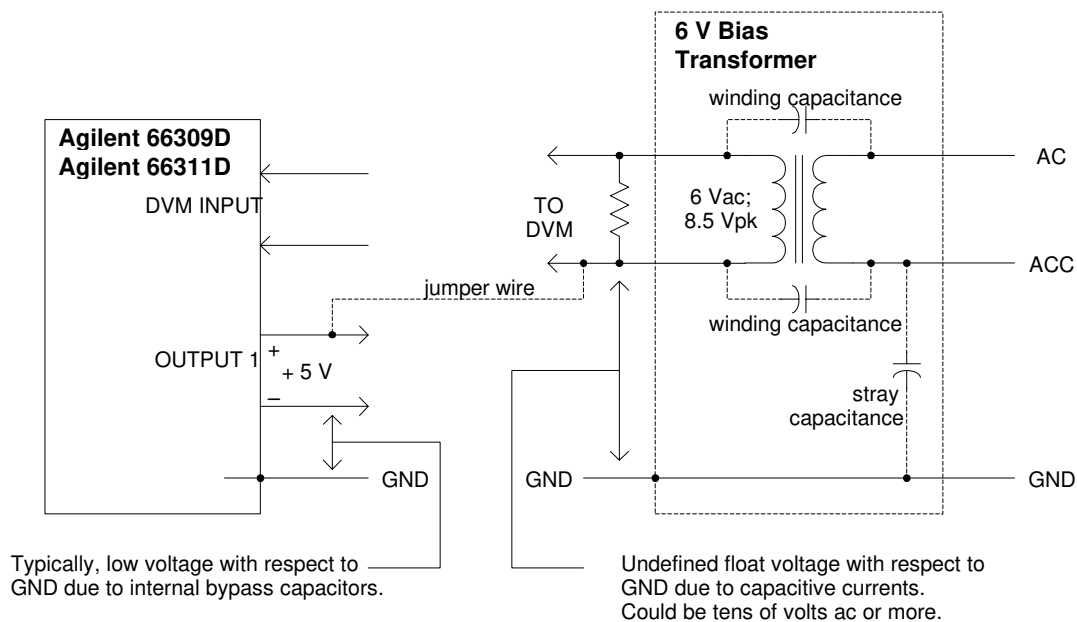 6 V Bias
Transformer
winding capacitance
Agilent 66309D
Agilent 66311D
DVM INPUT
TO
DVM
6 Vac;
8.5 Vpk
AC
ACC
jumper wire
winding capacitance
OUTPUT 1
+
+ 5 V
–
stray
capacitance
GND
GND
GND
Typically, low voltage with respect to
GND due to internal bypass capacitors.
Undefined float voltage with respect to
GND due to capacitive currents.
Could be tens of volts ac or more.